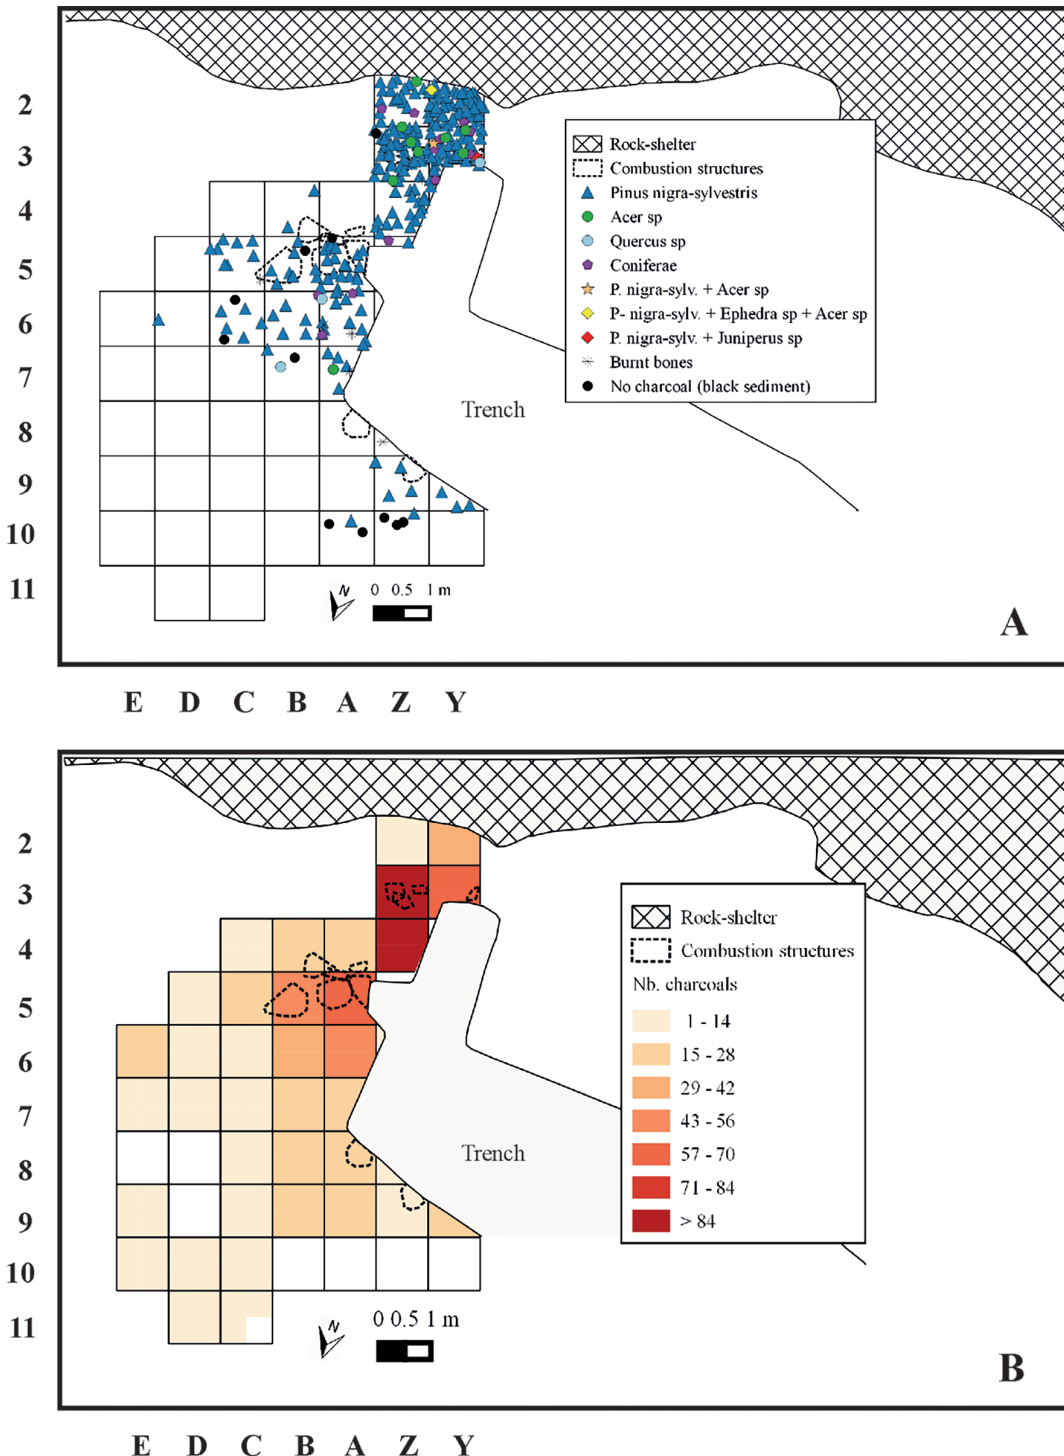 2
3
4
5
6
7
8
9
10
11
Rock-shelter
Combustion structures
Pinus nigra-sylvestris
Acer sp
Quercus sp
Coniferae
P. nigra-sylv. + Acer sp
P- nigra-sylv. + Ephedra sp + Acer sp
P. nigra-sylv. + Juniperus sp
Burnt bones
No charcoal (black sediment)
Trench
N
0 0.5 1 m
A
E D C B A Z Y
2
3
4
5
6
7
8
9
10
11
Rock-shelter
Combustion structures
Nb. charcoals
1 - 14
15 - 28
29 - 42
43 - 56
57 - 70
71 - 84
> 84
Trench
N
0 0.5 1 m
B
E D C B A Z Y